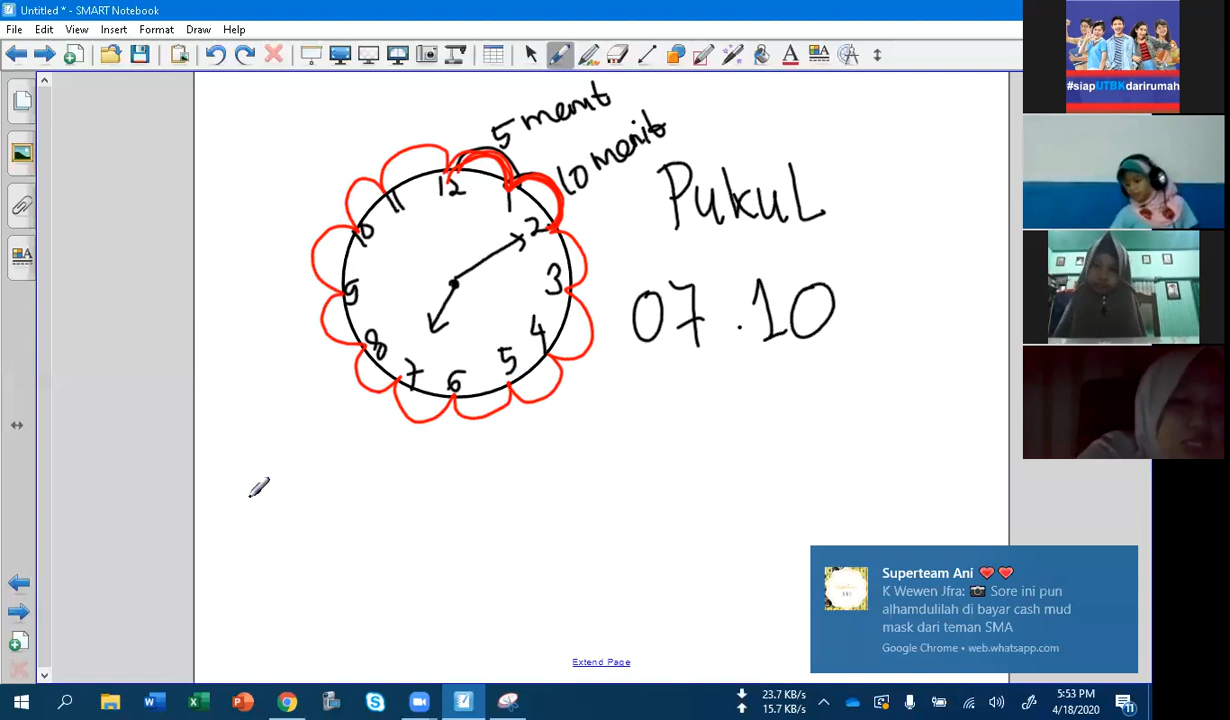 Untitled * - SMART Notebook
File Edit View Insert Format Draw Help
#siapUTBKdarirumah
5 menit
10 menit
12
11
1
10
2
9
3
8
4
7
5
6
Pukul
07.10
Superteam Ani ❤️❤️
K Wewen Jfra: 📷 Sore ini pun
alhamdulilah di bayar cash mud
mask dari teman SMA
Google Chrome • web.whatsapp.com
Extend Page
23.7 KB/s
15.7 KB/s
5:53 PM
4/18/2020
11